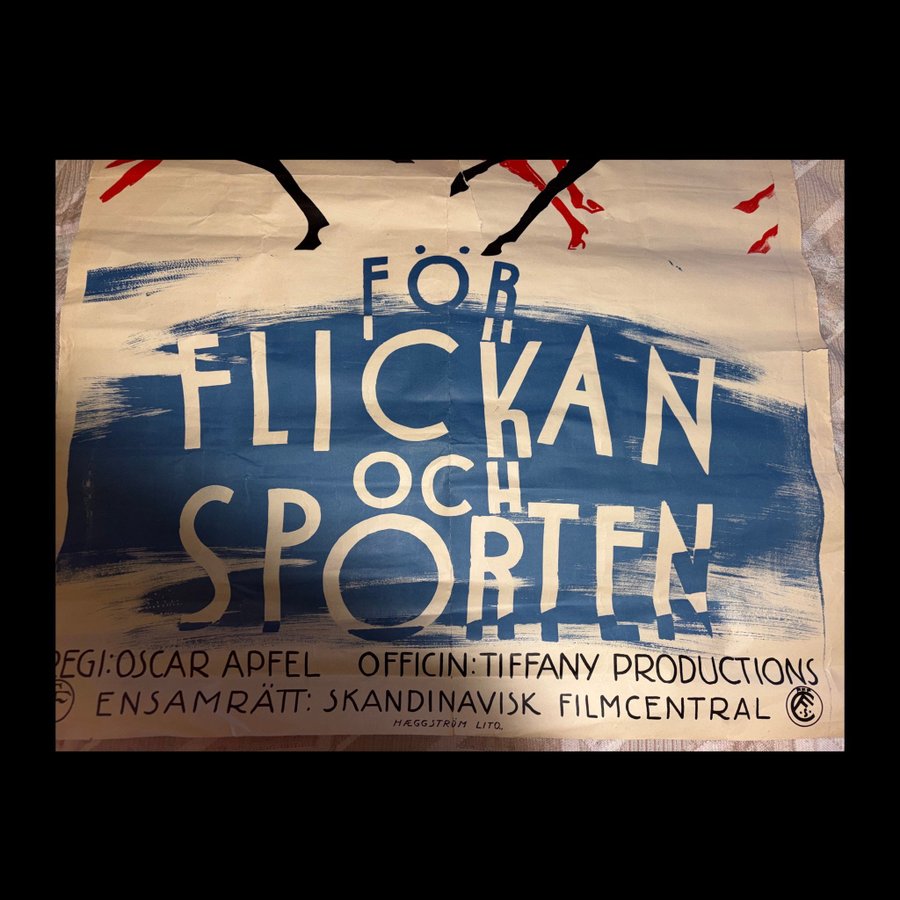 FÖR
FLICKAN
OCH
SPORTEN
REGI: OSCAR APFEL OFFICIN: TIFFANY PRODUCTIONS
ENSAMRÄTT: SKANDINAVISK FILMCENTRAL
HÆGGSTRÖM LITO.